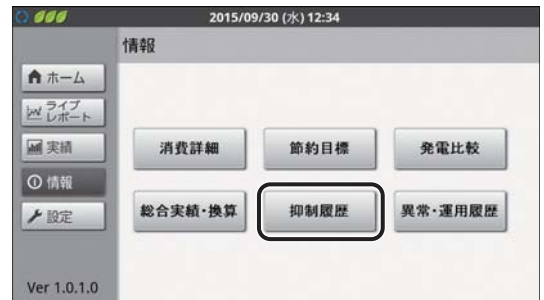 2015/09/30 (水) 12:34
情報
ホーム
ライブ
レポート
実績
情報
設定
消費詳細
節約目標
発電比較
総合実績・換算
抑制履歴
異常・運用履歴
Ver 1.0.1.0